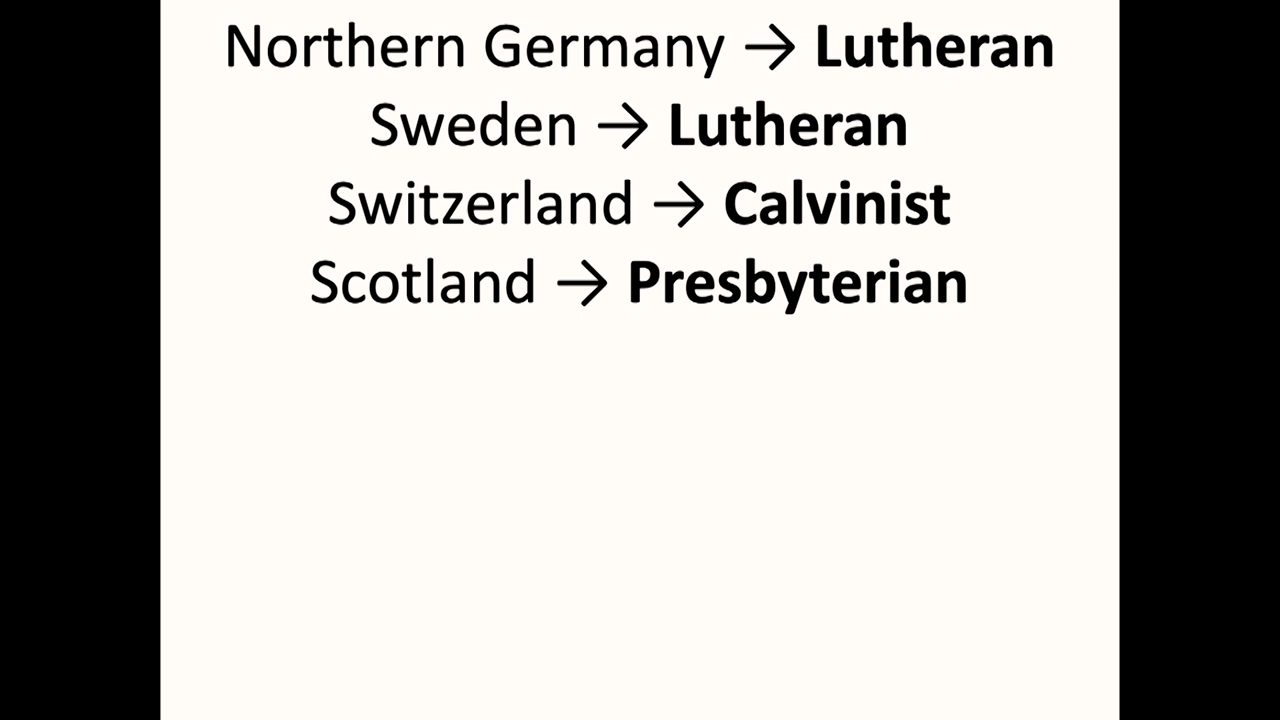 Northern Germany → Lutheran
Sweden → Lutheran
Switzerland → Calvinist
Scotland → Presbyterian